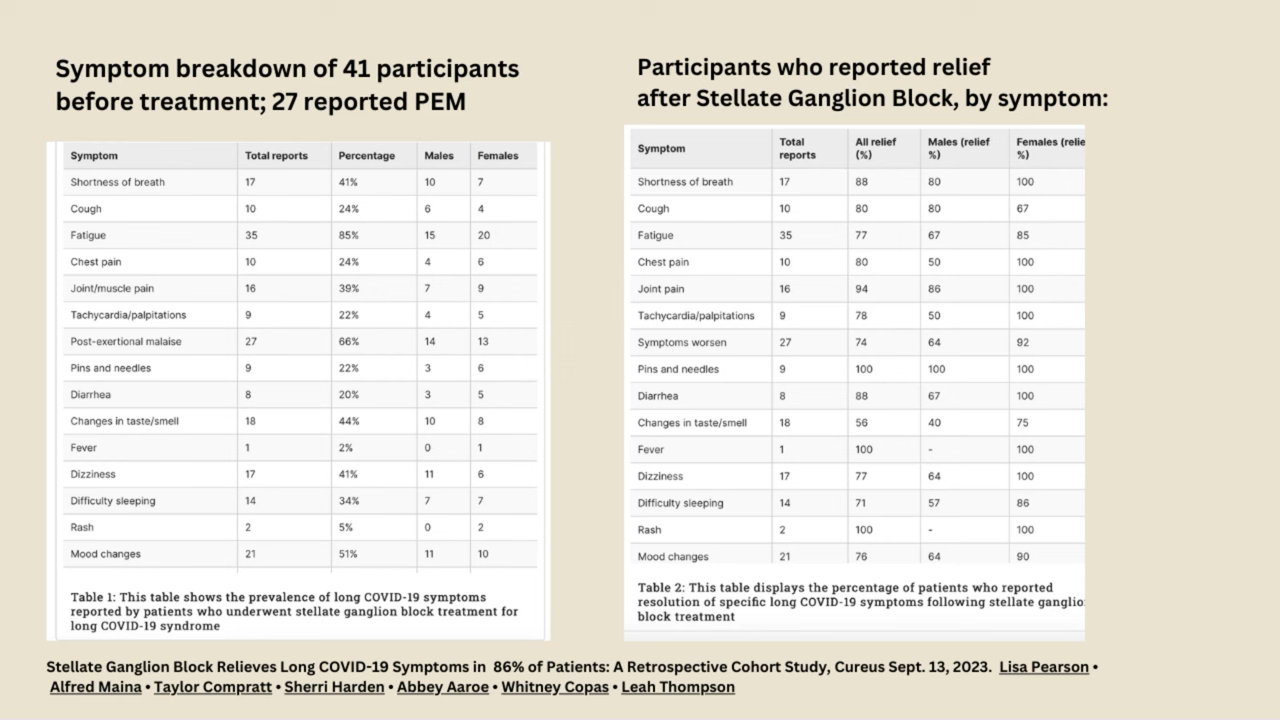 Symptom breakdown of 41 participants
before treatment; 27 reported PEM
Symptom Total reports Percentage Males Females
Shortness of breath 17 41% 10 7
Cough 10 24% 6 4
Fatigue 35 85% 15 20
Chest pain 10 24% 4 6
Joint/muscle pain 16 39% 7 9
Tachycardia/palpitations 9 22% 4 5
Post-exertional malaise 27 66% 14 13
Pins and needles 9 22% 3 6
Diarrhea 8 20% 3 5
Changes in taste/smell 18 44% 10 8
Fever 1 2% 0 1
Dizziness 17 41% 11 6
Difficulty sleeping 14 34% 7 7
Rash 2 5% 0 2
Mood changes 21 51% 11 10
Table 1: This table shows the prevalence of long COVID-19 symptoms
reported by patients who underwent stellate ganglion block treatment for
long COVID-19 syndrome
Participants who reported relief
after Stellate Ganglion Block, by symptom:
Symptom Total reports All relief (%) Males (relief %) Females (relie %)
Shortness of breath 17 88 80 100
Cough 10 80 80 67
Fatigue 35 77 67 85
Chest pain 10 80 50 100
Joint pain 16 94 86 100
Tachycardia/palpitations 9 78 50 100
Symptoms worsen 27 74 64 92
Pins and needles 9 100 100 100
Diarrhea 8 88 67 100
Changes in taste/smell 18 56 40 75
Fever 1 100 - 100
Dizziness 17 77 64 100
Difficulty sleeping 14 71 57 86
Rash 2 100 - 100
Mood changes 21 76 64 90
Table 2: This table displays the percentage of patients who reported
resolution of specific long COVID-19 symptoms following stellate ganglio
block treatment
Stellate Ganglion Block Relieves Long COVID-19 Symptoms in 86% of Patients: A Retrospective Cohort Study, Cureus Sept. 13, 2023. Lisa Pearson •
Alfred Maina • Taylor Compratt • Sherri Harden • Abbey Aaroe • Whitney Copas • Leah Thompson